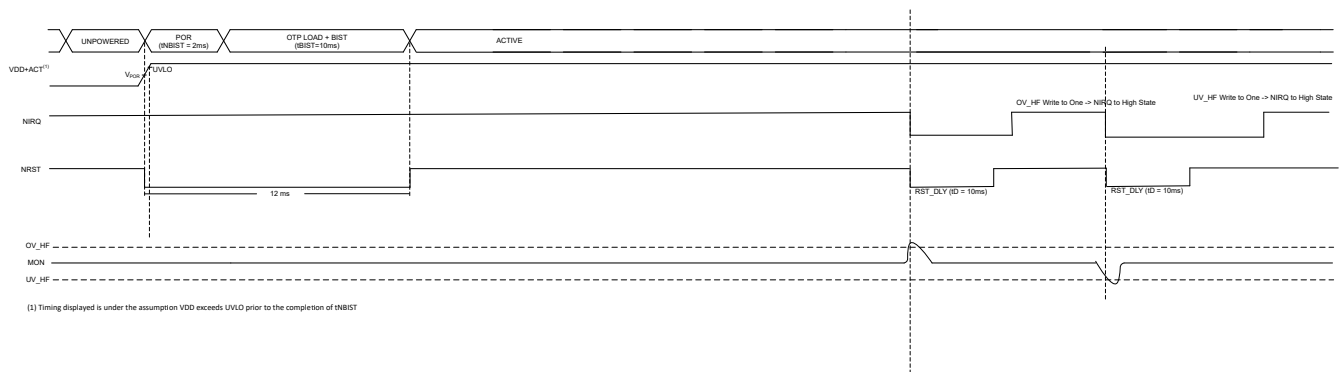 UNPOWERED
POR
(tNBIST = 2ms)
OTP LOAD + BIST
(tBIST=10ms)
ACTIVE
VDD+ACT(1)
VPOR
UVLO
NIRQ
OV_HF Write to One -> NIRQ to High State
UV_HF Write to One -> NIRQ to High State
NRST
12 ms
RST_DLY (tD = 10ms)
RST_DLY (tD = 10ms)
OV_HF
MON
UV_HF
(1) Timing displayed is under the assumption VDD exceeds UVLO prior to the completion of tNBIST